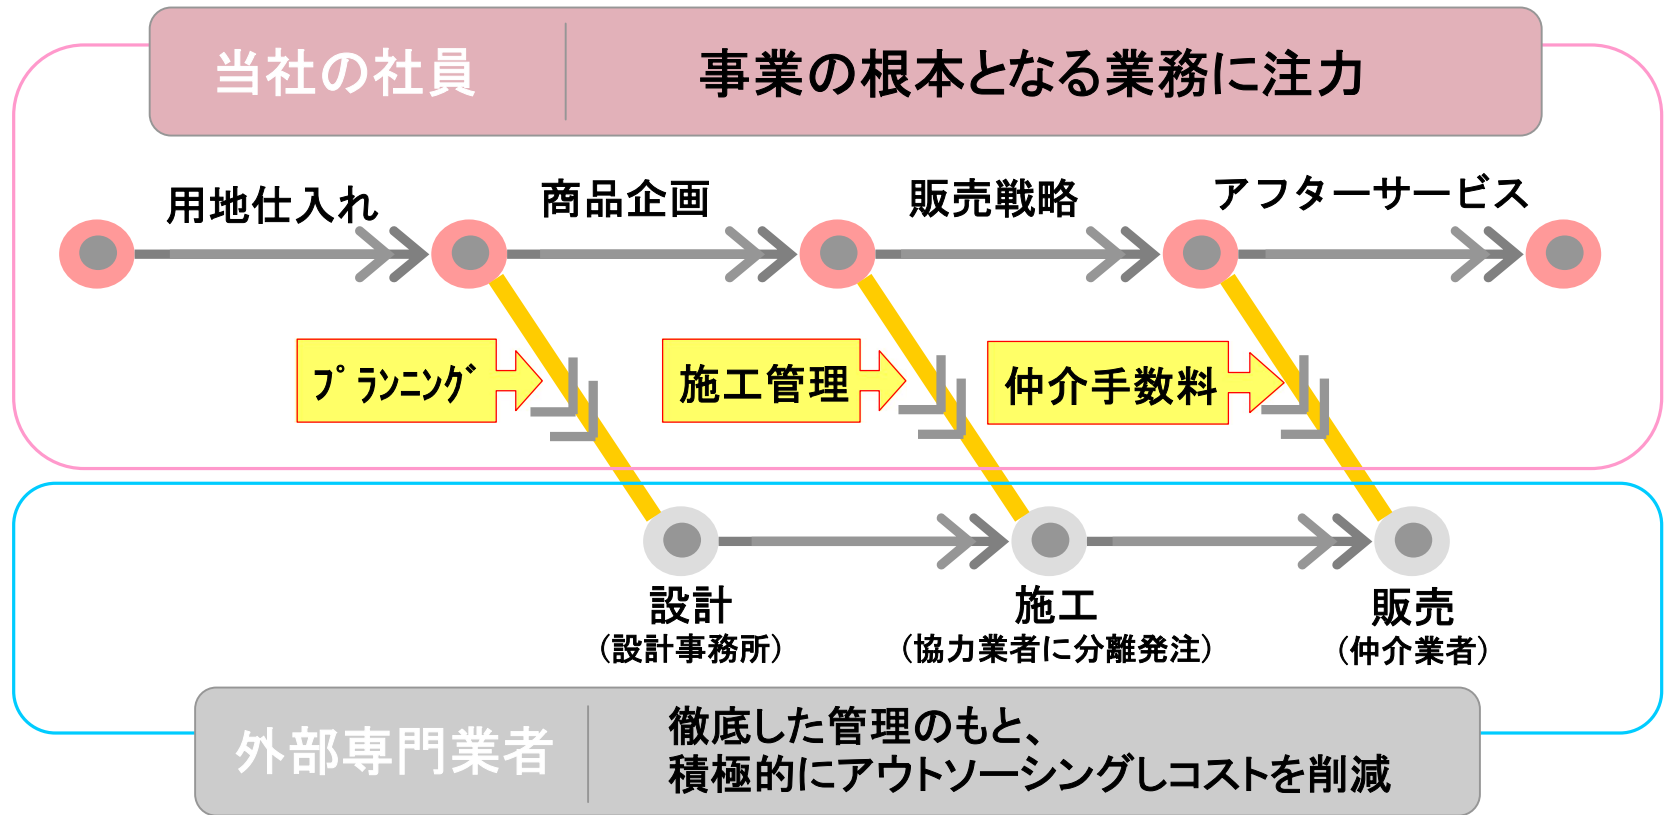 当社の社員
事業の根本となる業務に注力
用地仕入れ
商品企画
販売戦略
アフターサービス
ﾌﾟﾗﾝﾆﾝｸﾞ
施工管理
仲介手数料
設計
（設計事務所）
施工
（協力業者に分離発注）
販売
（仲介業者）
外部専門業者
徹底した管理のもと、
積極的にアウトソーシングしコストを削減